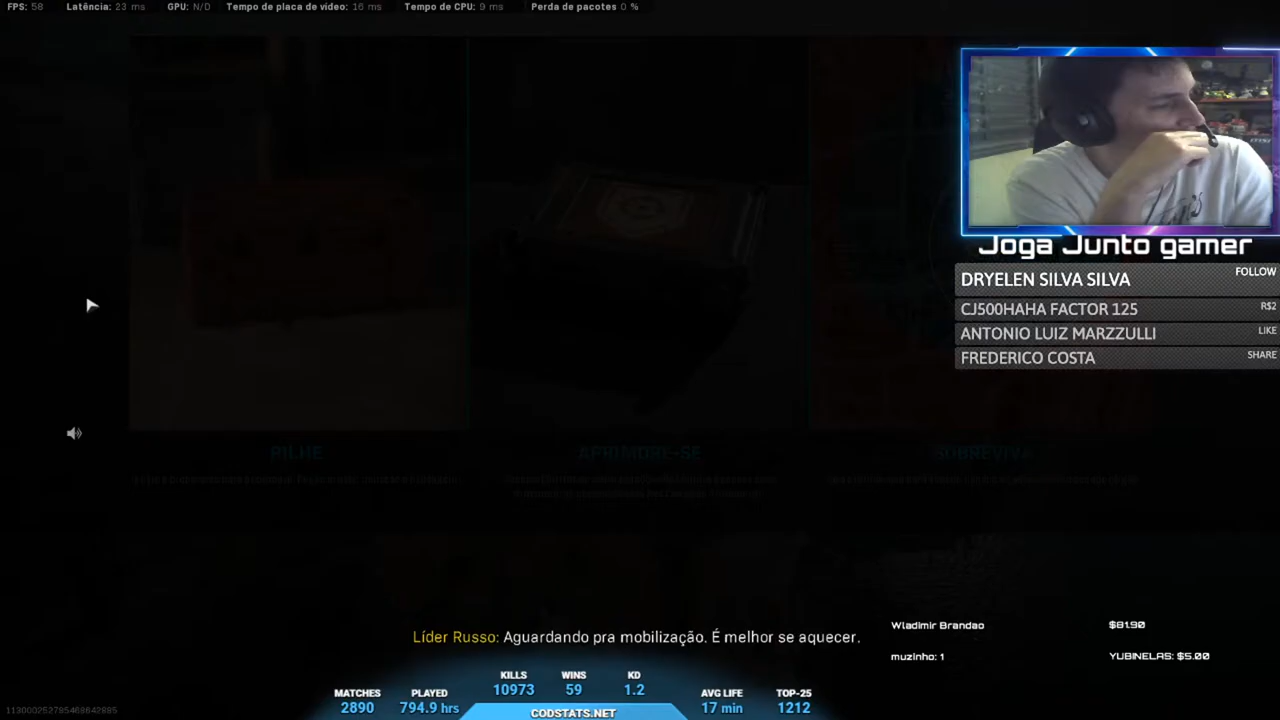 FPS: 58 Latência: 23 ms GPU: N/D Tempo de placa de vídeo: 16 ms Tempo de CPU: 9 ms Perda de pacotes 0 %
Joga Junto gamer
DRYELEN SILVA SILVA FOLLOW
CJ500HAHA FACTOR 125 R$2
ANTONIO LUIZ MARZZULLI LIKE
FREDERICO COSTA SHARE
PILHE APRIMORE-SE SOBREVIVA
Wladimir Brandao $81.90
Líder Russo: Aguardando pra mobilização. É melhor se aquecer.
muzinho: 1 YUBINELAS: $5.00
MATCHES PLAYED KILLS WINS KD AVG LIFE TOP-25
2890 794.9 hrs 10973 59 1.2 17 min 1212
CODSTATS.NET